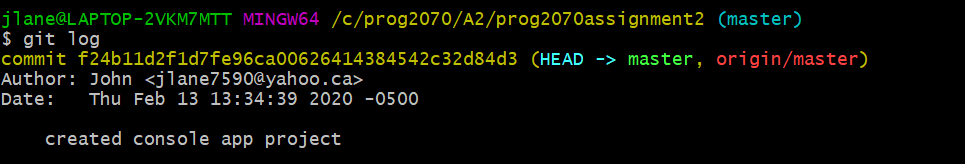 jlane@LAPTOP-2VKM7MTT MINGW64 /c/prog2070/A2/prog2070assignment2 (master)
$ git log
commit f24b11d2f1d7fe96ca00626414384542c32d84d3 (HEAD -> master, origin/master)
Author: John <jlane7590@yahoo.ca>
Date:   Thu Feb 13 13:34:39 2020 -0500
    created console app project